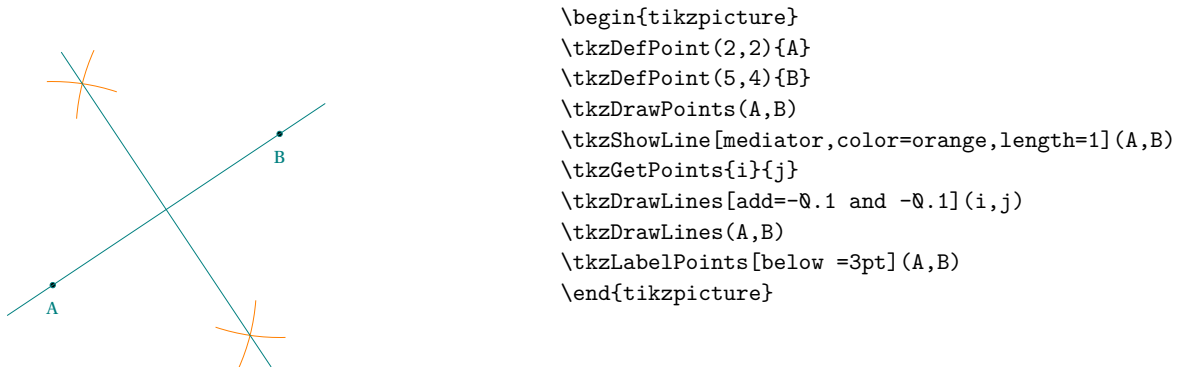 B
A
\begin{tikzpicture}
\tkzDefPoint(2,2){A}
\tkzDefPoint(5,4){B}
\tkzDrawPoints(A,B)
\tkzShowLine[mediator,color=orange,length=1](A,B)
\tkzGetPoints{i}{j}
\tkzDrawLines[add=-0.1 and -0.1](i,j)
\tkzDrawLines(A,B)
\tkzLabelPoints[below =3pt](A,B)
\end{tikzpicture}